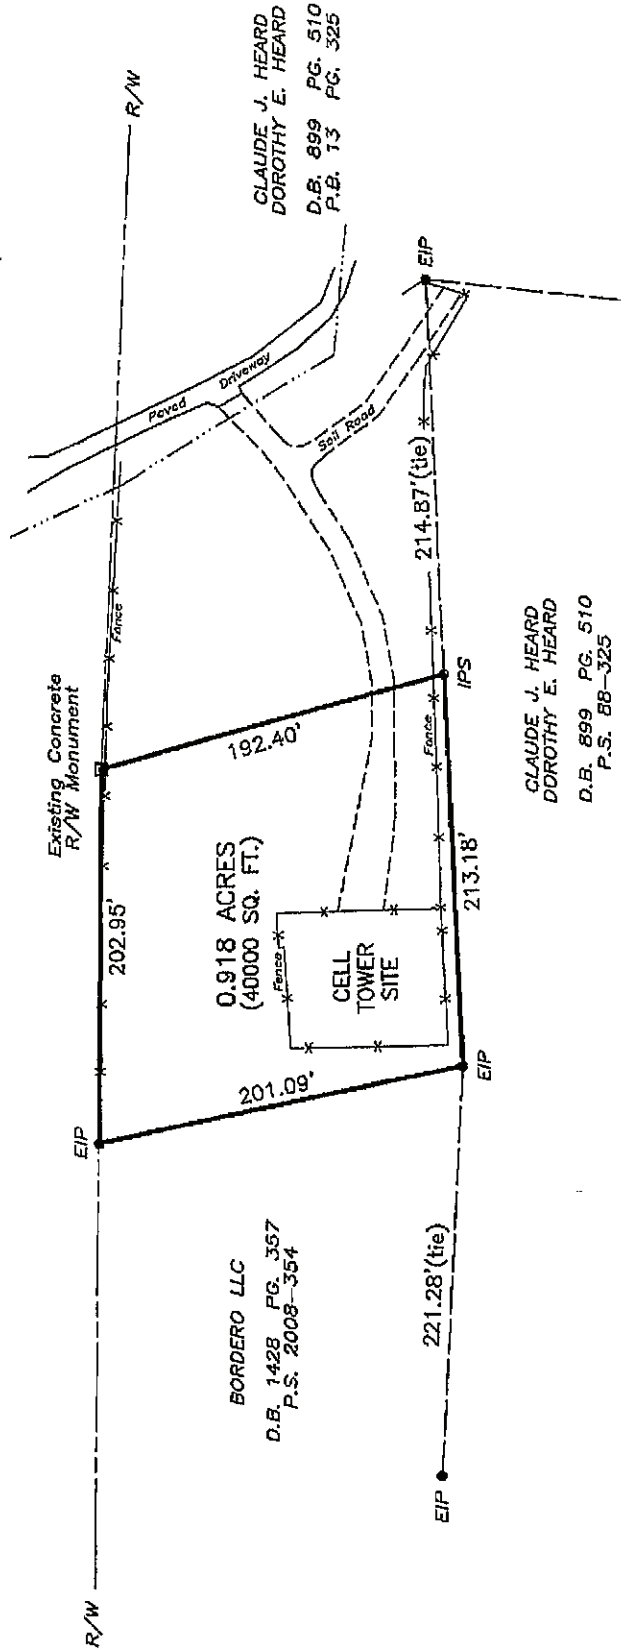 R/W
CLAUDE J. HEARD
DOROTHY E. HEARD
D.B. 899 PG. 510
P.B. 13 PG. 325
Paved Driveway
Soil Road
EIP
Existing Concrete
R/W Monument
Fence
202.95'
192.40'
214.87'(tie)
IPS
Fence
EIP
0.918 ACRES
(40000 SQ. FT.)
Fence
CELL
TOWER
SITE
201.09'
213.18'
EIP
CLAUDE J. HEARD
DOROTHY E. HEARD
D.B. 899 PG. 510
P.S. 88-325
BORDERO LLC
D.B. 1428 PG. 357
P.S. 2008-354
221.28'(tie)
EIP
R/W